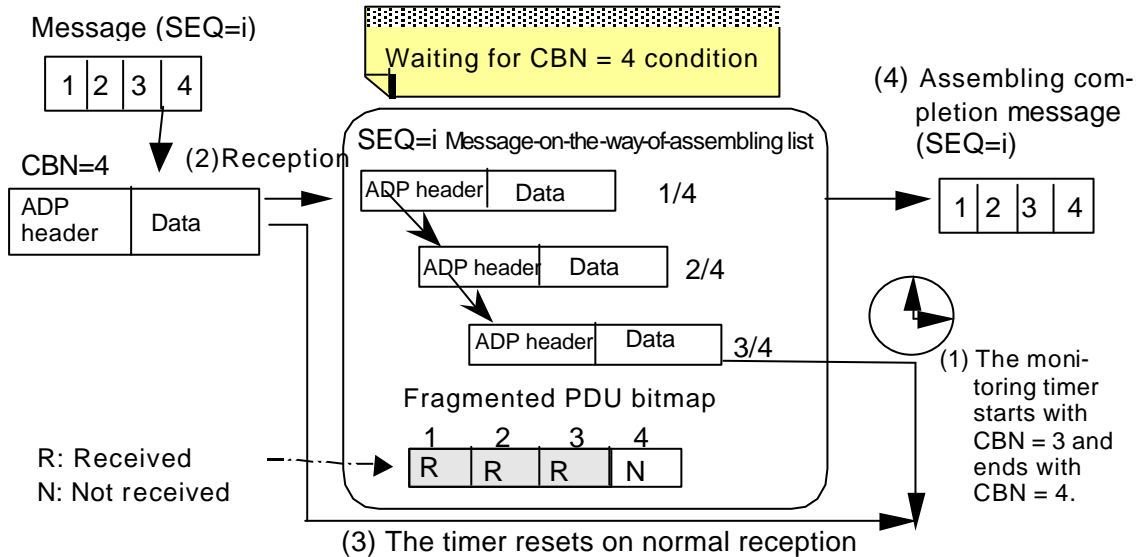 Message (SEQ=i)
1 2 3 4
Waiting for CBN = 4 condition
(4) Assembling com-
pletion message
(SEQ=i)
CBN=4
(2)Reception
ADP
header
Data
SEQ=i Message-on-the-way-of-assembling list
ADP header Data 1/4
ADP header Data 2/4
ADP header Data 3/4
1 2 3 4
(1) The moni-
toring timer
starts with
CBN = 3 and
ends with
CBN = 4.
Fragmented PDU bitmap
1 2 3 4
R R R N
R: Received
N: Not received
(3) The timer resets on normal reception